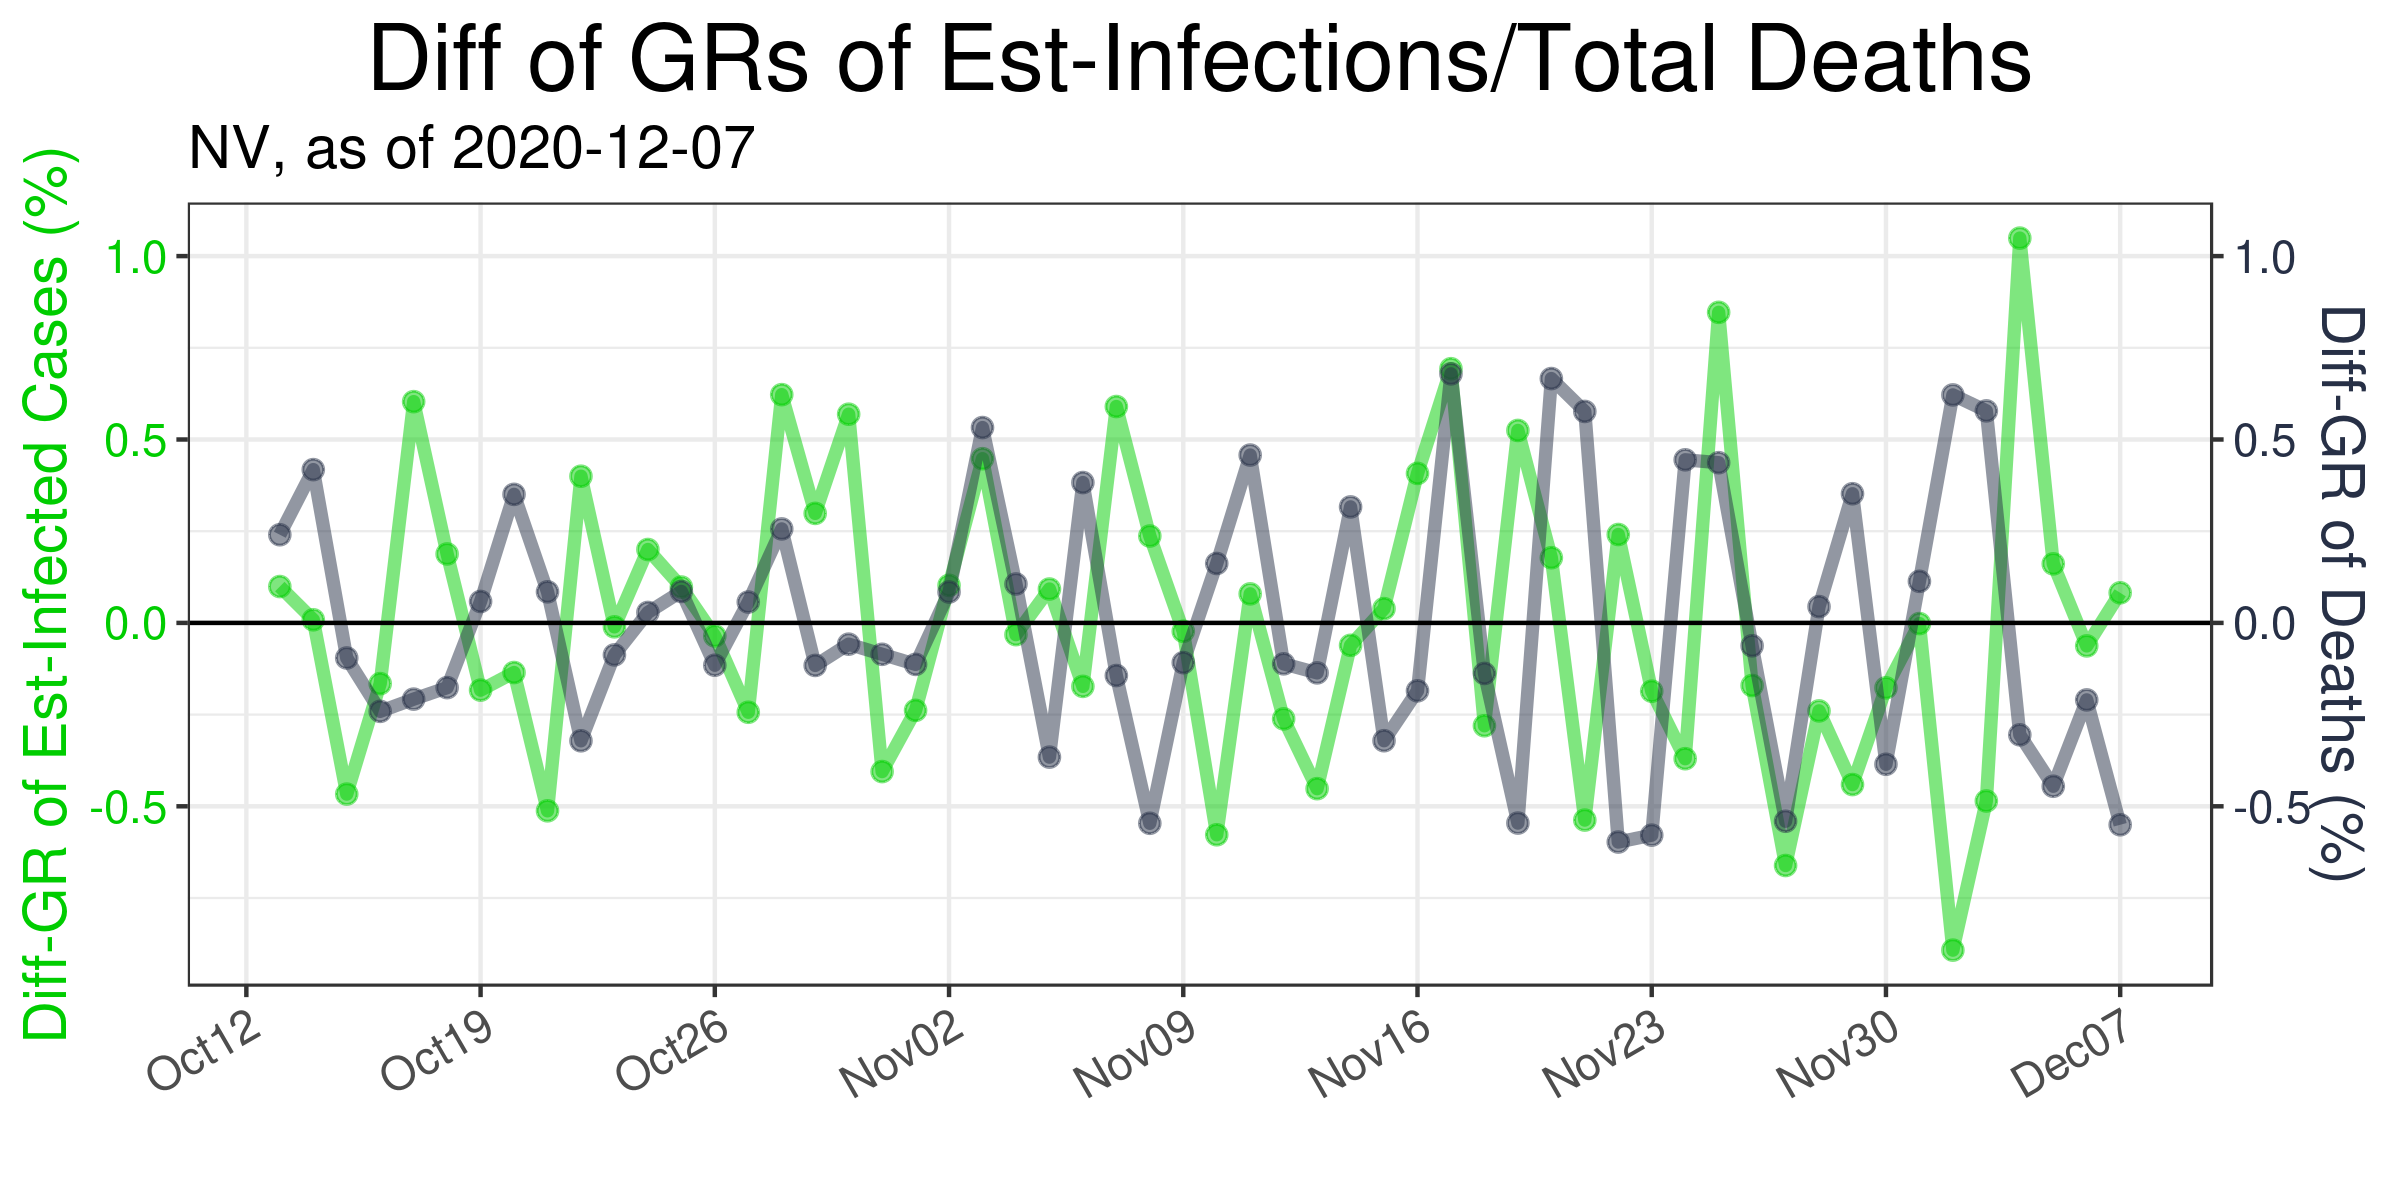 Diff of GRs of Est-Infections/Total Deaths
NV, as of 2020-12-07
Diff-GR of Est-Infected Cases (%)
1.0
0.5
0.0
-0.5
1.0
0.5
0.0
-0.5
Diff-GR of Deaths (%)
Oct12
Oct19
Oct26
Nov02
Nov09
Nov16
Nov23
Nov30
Dec07